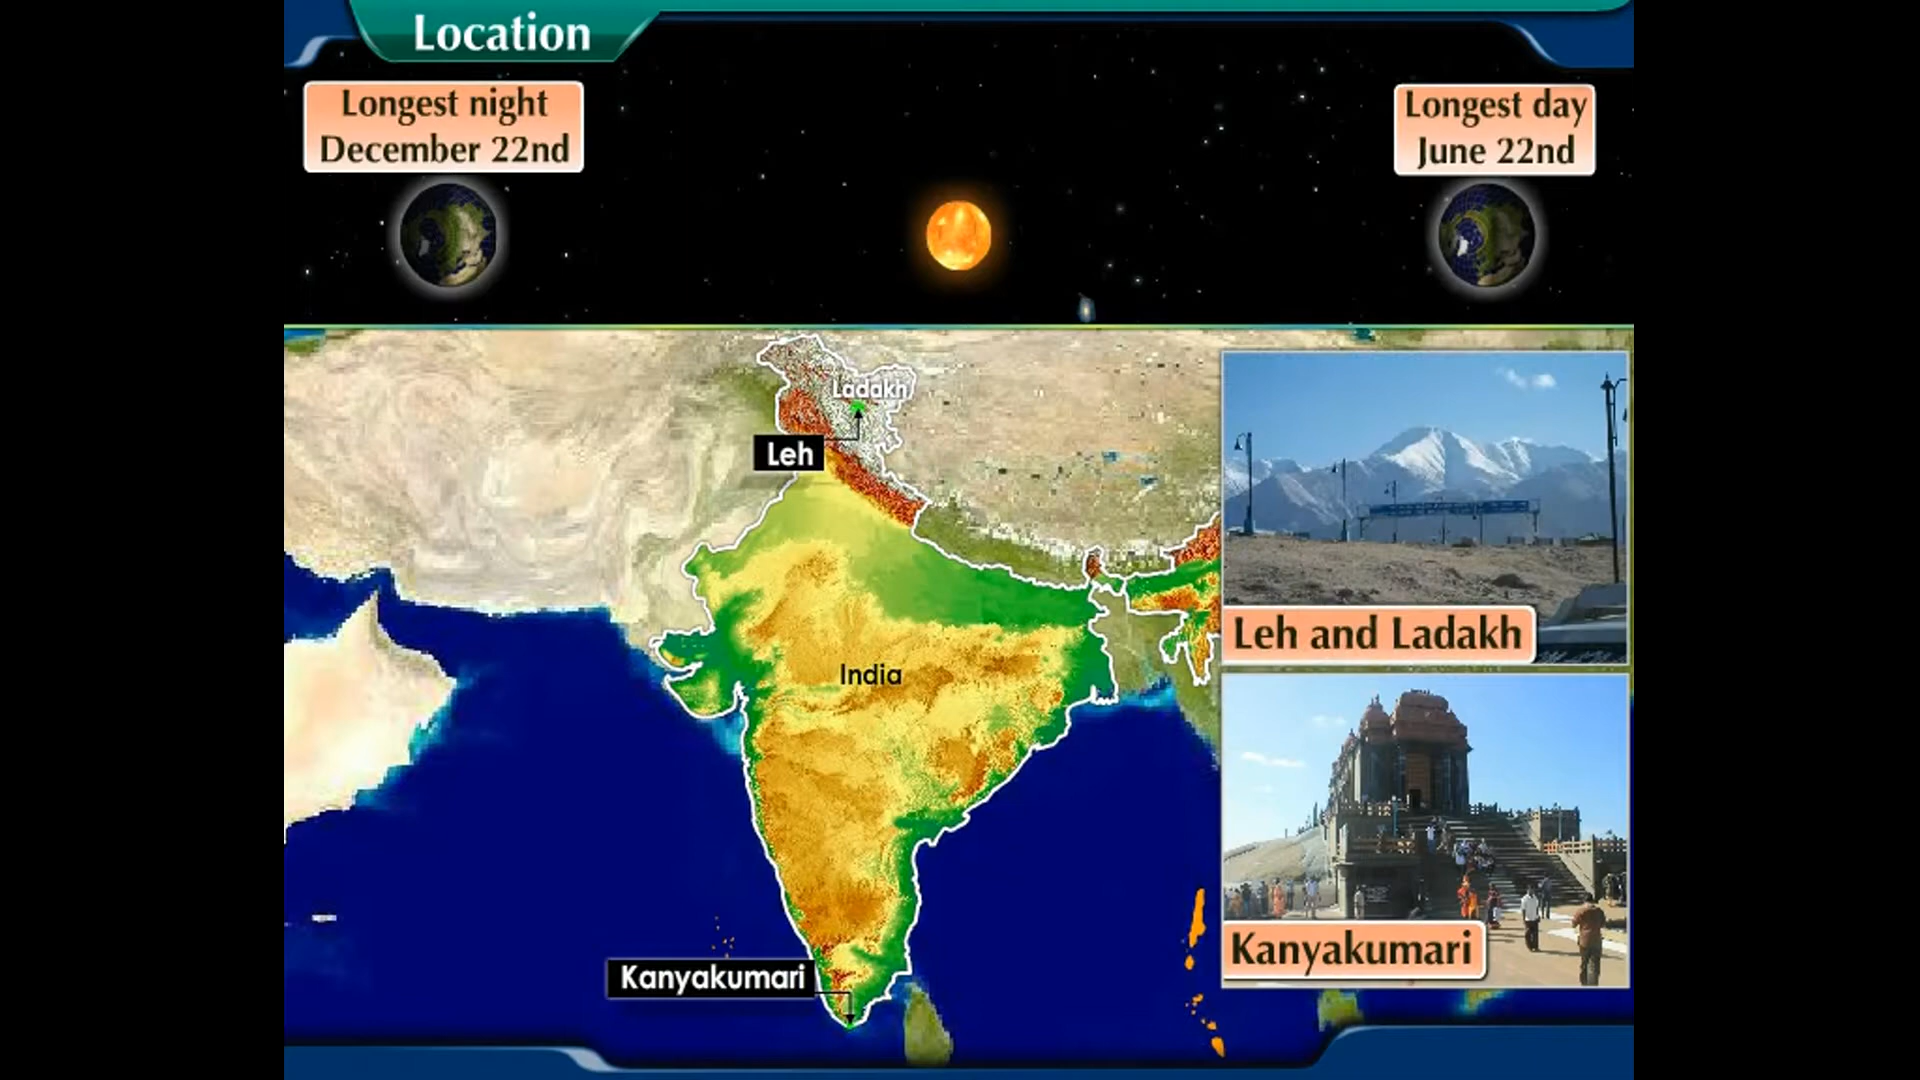 Location
Longest night
December 22nd
Longest day
June 22nd
Ladakh
Leh
India
Kanyakumari
Leh and Ladakh
Kanyakumari